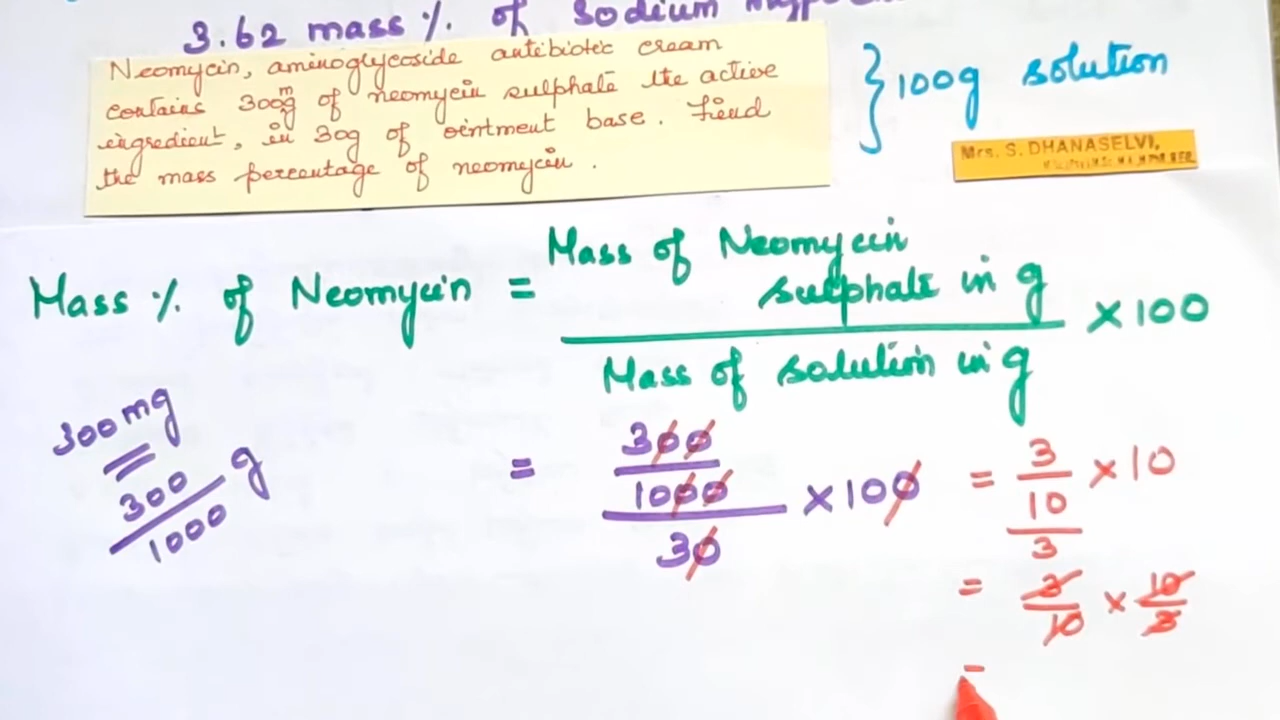 3.62 mass %. of Sodium
Neomycin, aminoglycoside antibiotic cream
contains 300mg of neomycin sulphate the active
ingredient, in 30g of ointment base. Find
the mass percentage of neomycin.
} 100g solution
Mrs. S. DHANASELVI,
Mass % of Neomycin = Mass of Neomycin
sulphate in g
× 100
Mass of solution in g
300 mg
300
1000 g
= 300
1000
30 × 100
= 3
10
3 × 10
= 3/10 × 10/3
=